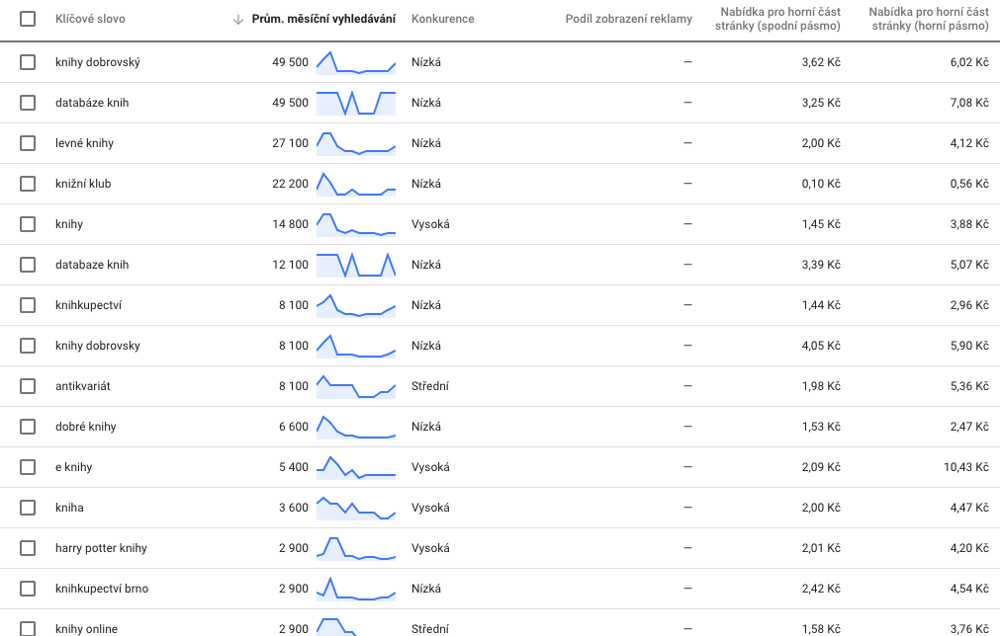 Klíčové slovo Prům. měsíční vyhledávání Konkurence Podíl zobrazení reklamy Nabídka pro horní část stránky (spodní pásmo) Nabídka pro horní část stránky (horní pásmo)
knihy dobrovský 49 500 Nízká — 3,62 Kč 6,02 Kč
databáze knih 49 500 Nízká — 3,25 Kč 7,08 Kč
levné knihy 27 100 Nízká — 2,00 Kč 4,12 Kč
knižní klub 22 200 Nízká — 0,10 Kč 0,56 Kč
knihy 14 800 Vysoká — 1,45 Kč 3,88 Kč
databaze knih 12 100 Nízká — 3,39 Kč 5,07 Kč
knihkupectví 8 100 Nízká — 1,44 Kč 2,96 Kč
knihy dobrovsky 8 100 Nízká — 4,05 Kč 5,90 Kč
antikvariát 8 100 Střední — 1,98 Kč 5,36 Kč
dobré knihy 6 600 Nízká — 1,53 Kč 2,47 Kč
e knihy 5 400 Vysoká — 2,09 Kč 10,43 Kč
kniha 3 600 Vysoká — 2,00 Kč 4,47 Kč
harry potter knihy 2 900 Vysoká — 2,01 Kč 4,20 Kč
knihkupectví brno 2 900 Nízká — 2,42 Kč 4,54 Kč
knihy online 2 900 Střední — 1,58 Kč 3,76 Kč